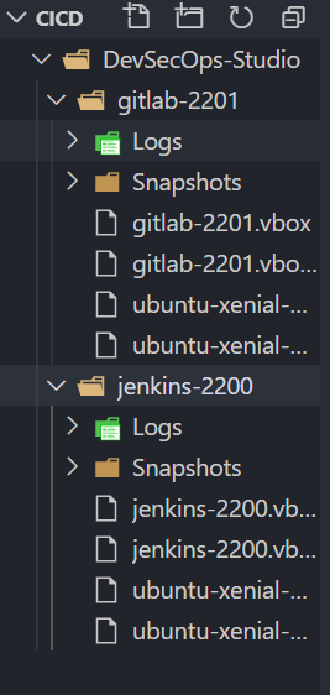 CICD
DevSecOps-Studio
gitlab-2201
Logs
Snapshots
gitlab-2201.vbox
gitlab-2201.vbo...
ubuntu-xenial-...
ubuntu-xenial-...
jenkins-2200
Logs
Snapshots
jenkins-2200.vb...
jenkins-2200.vb...
ubuntu-xenial-...
ubuntu-xenial-...